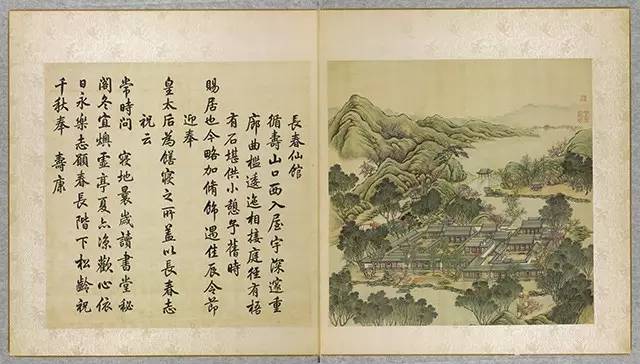 長春仙館
循壽山口西入屋宇深邃重
廊曲檻逶迤相接庭徑有梧
有石堪供小憩予舊時
賜居也今略加修飾遇佳辰令節
迎奉
皇太后為饍寢之所蓋以長春志
祝云
常時問寢地曩歲讀書堂秘
閣冬宜燠虛亭夏亦涼歡心依
日永樂志願春長階下松齡祝
千秋奉壽康